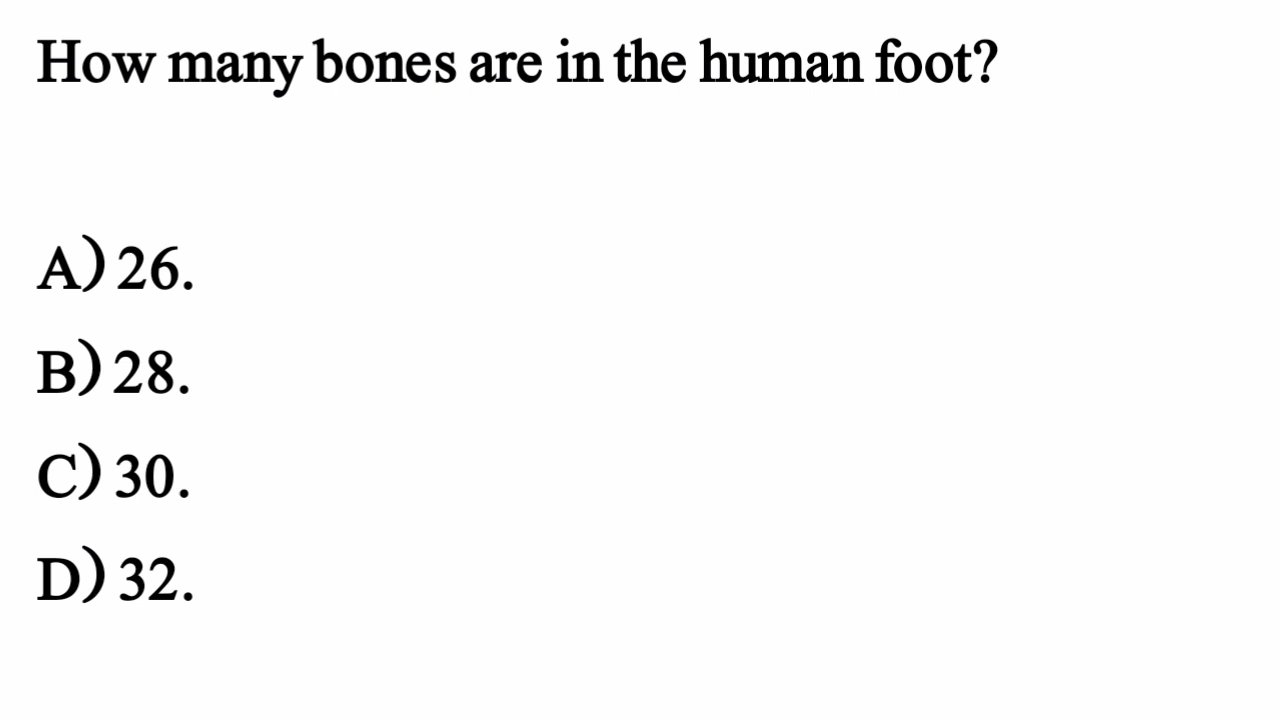 How many bones are in the human foot?
A) 26.
B) 28.
C) 30.
D) 32.